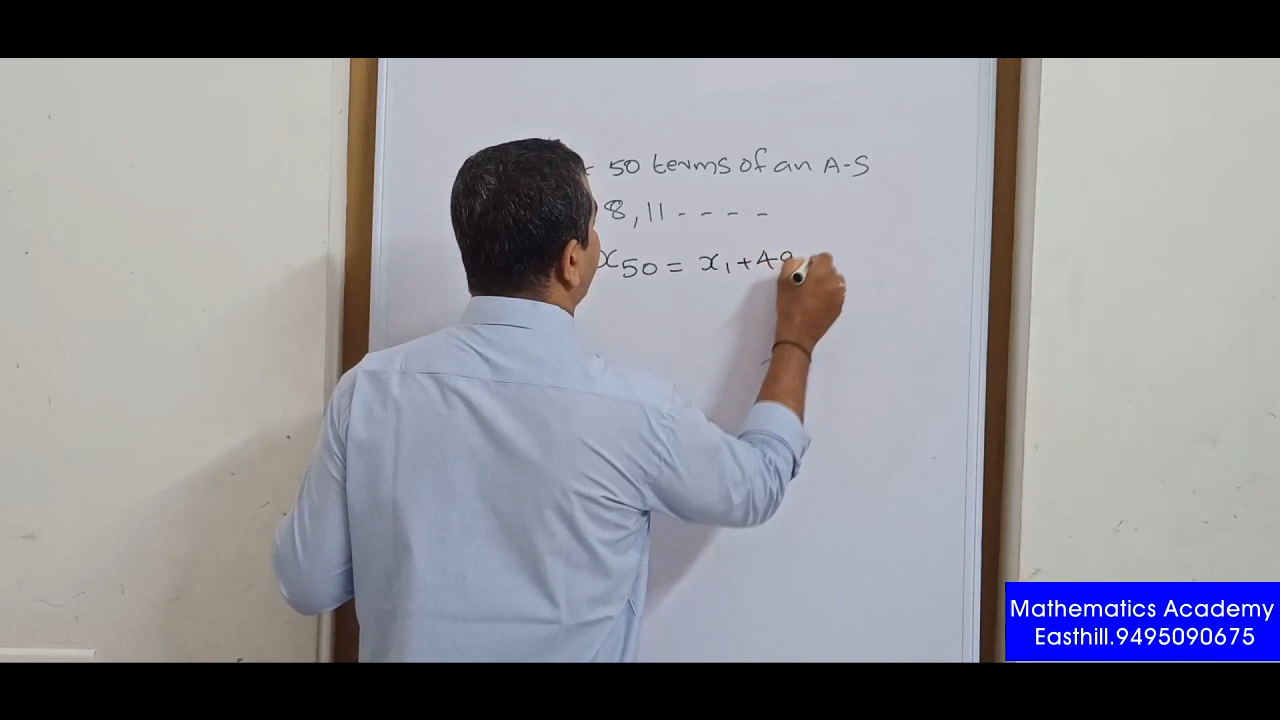 50 terms of an A-S
8, 11 - - - -
x50 = x1 + 49
Mathematics Academy
Easthill.9495090675